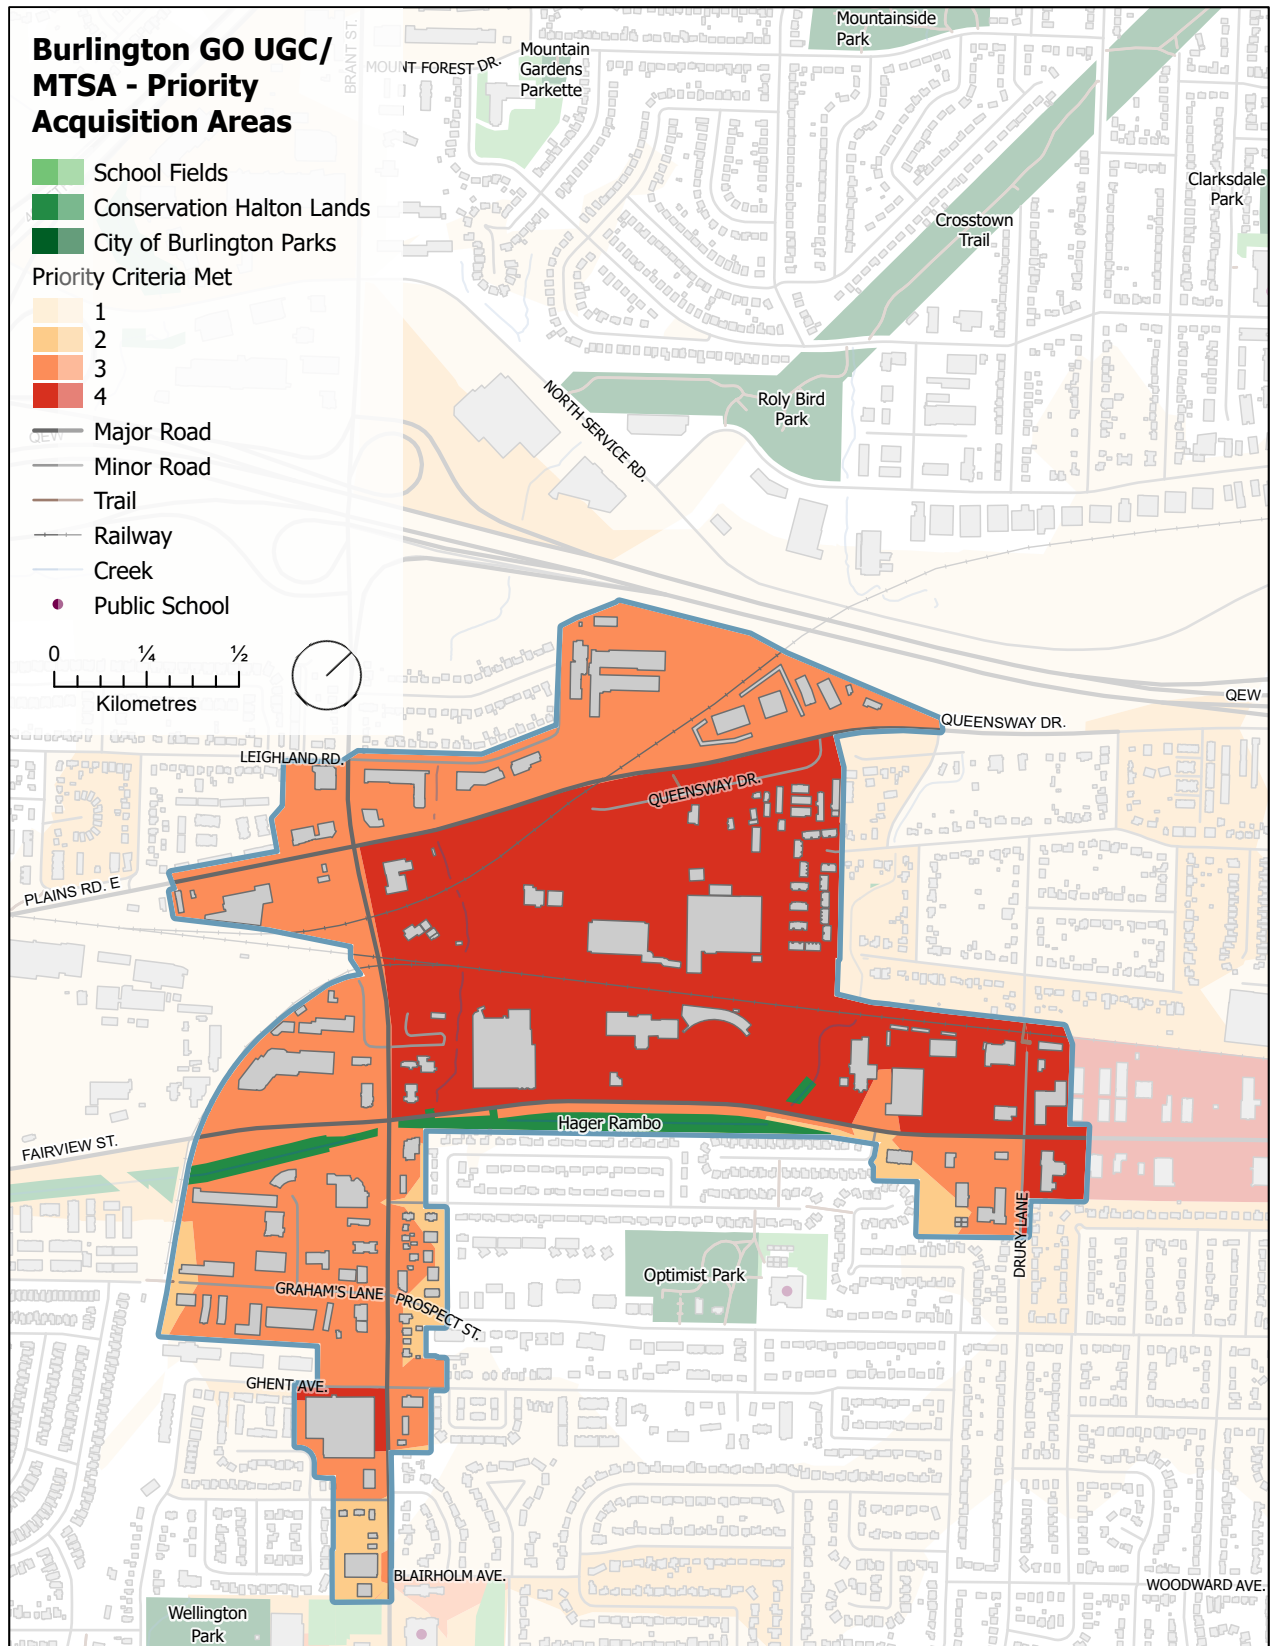 Burlington GO UGC/
MTSA - Priority
Acquisition Areas
School Fields
Conservation Halton Lands
City of Burlington Parks
Priority Criteria Met
1
2
3
4
Major Road
Minor Road
Trail
Railway
Creek
Public School
0 ¼ ½
Kilometres
BRANT ST.
MOUNT FOREST DR.
Mountain
Gardens
Parkette
Mountainside
Park
Clarksdale
Park
Crosstown
Trail
Roly Bird
Park
NORTH SERVICE RD.
QEW
QEW
QUEENSWAY DR.
LEIGHLAND RD.
QUEENSWAY DR.
PLAINS RD. E
FAIRVIEW ST.
Hager Rambo
DRURY LANE
Optimist Park
GRAHAM'S LANE
PROSPECT ST.
GHENT AVE.
BLAIRHOLM AVE.
WOODWARD AVE.
Wellington
Park